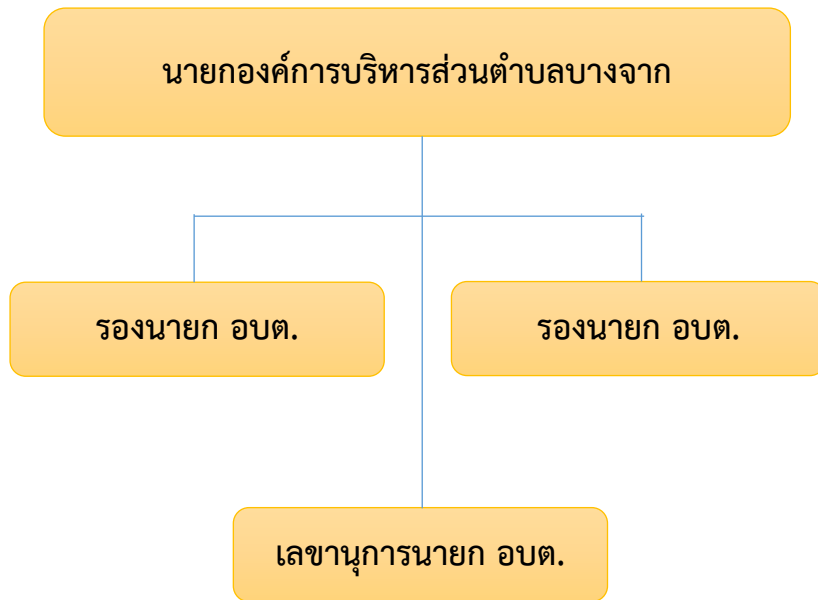 นายกองค์การบริหารส่วนตำบลบางจาก
รองนายก อบต.
รองนายก อบต.
เลขานุการนายก อบต.